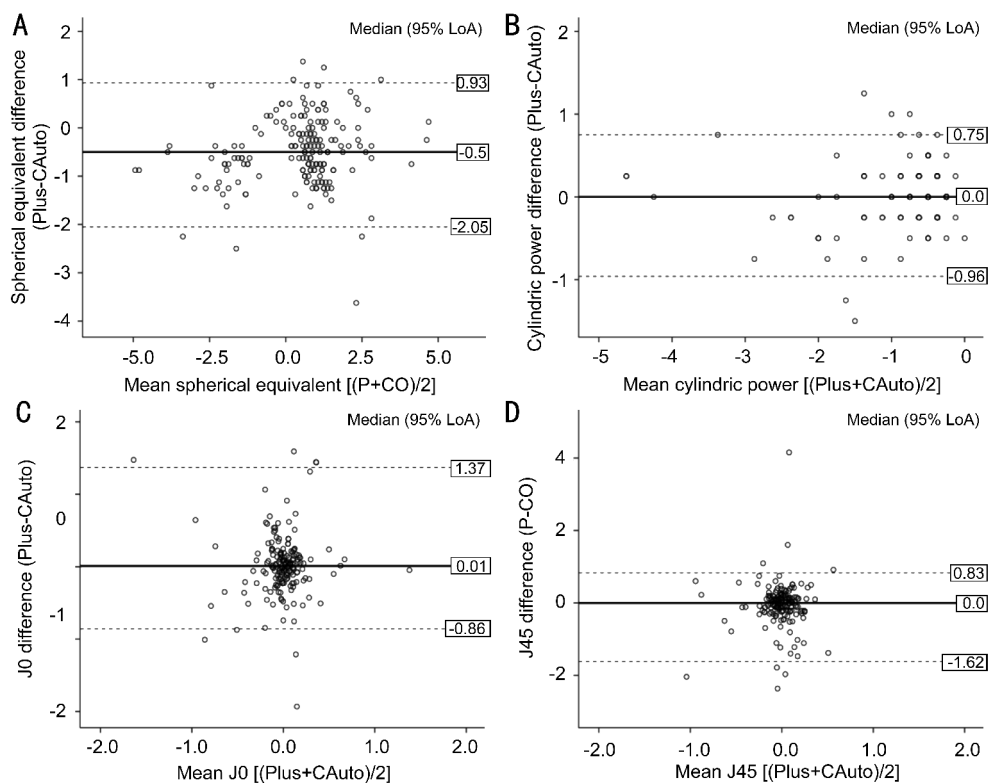 A
Median (95% LoA)
Spherical equivalent difference
(Plus-CAuto)
2
1
0
-1
-2
-3
-4
0.93
-0.5
-2.05
-5.0 -2.5 0.0 2.5 5.0
Mean spherical equivalent [(P+CO)/2]
B
Median (95% LoA)
Cylindric power difference (Plus-CAuto)
2
1
0
-1
0.75
0.0
-0.96
-5 -4 -3 -2 -1 0
Mean cylindric power [(Plus+CAuto)/2]
C
Median (95% LoA)
J0 difference (Plus-CAuto)
2
0
-1
-2
1.37
0.01
-0.86
-2.0 -1.0 0.0 1.0 2.0
Mean J0 [(Plus+CAuto)/2]
D
Median (95% LoA)
J45 difference (P-CO)
4
2
0
-2
0.83
0.0
-1.62
-2.0 -1.0 0.0 1.0 2.0
Mean J45 [(Plus+CAuto)/2]